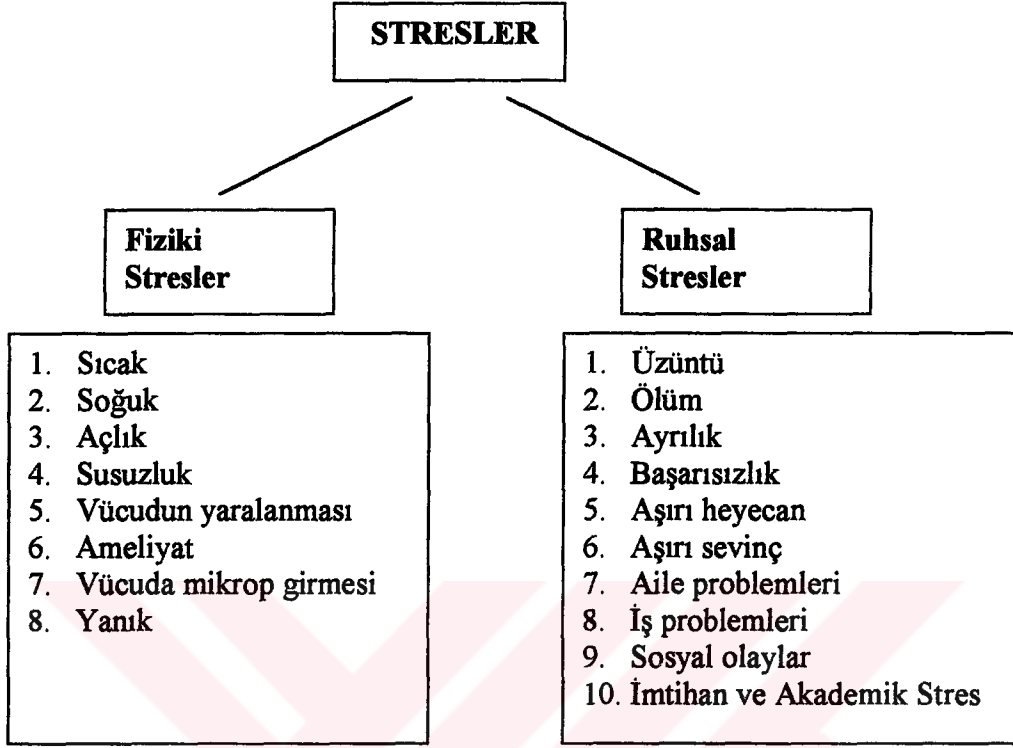 STRESLER
Fiziki
Stresler
1. Sıcak
2. Soğuk
3. Açlık
4. Susuzluk
5. Vücudun yaralanması
6. Ameliyat
7. Vücuda mikrop girmesi
8. Yanık
Ruhsal
Stresler
1. Üzüntü
2. Ölüm
3. Ayrılık
4. Başarısızlık
5. Aşırı heyecan
6. Aşırı sevinç
7. Aile problemleri
8. İş problemleri
9. Sosyal olaylar
10. İmtihan ve Akademik Stres